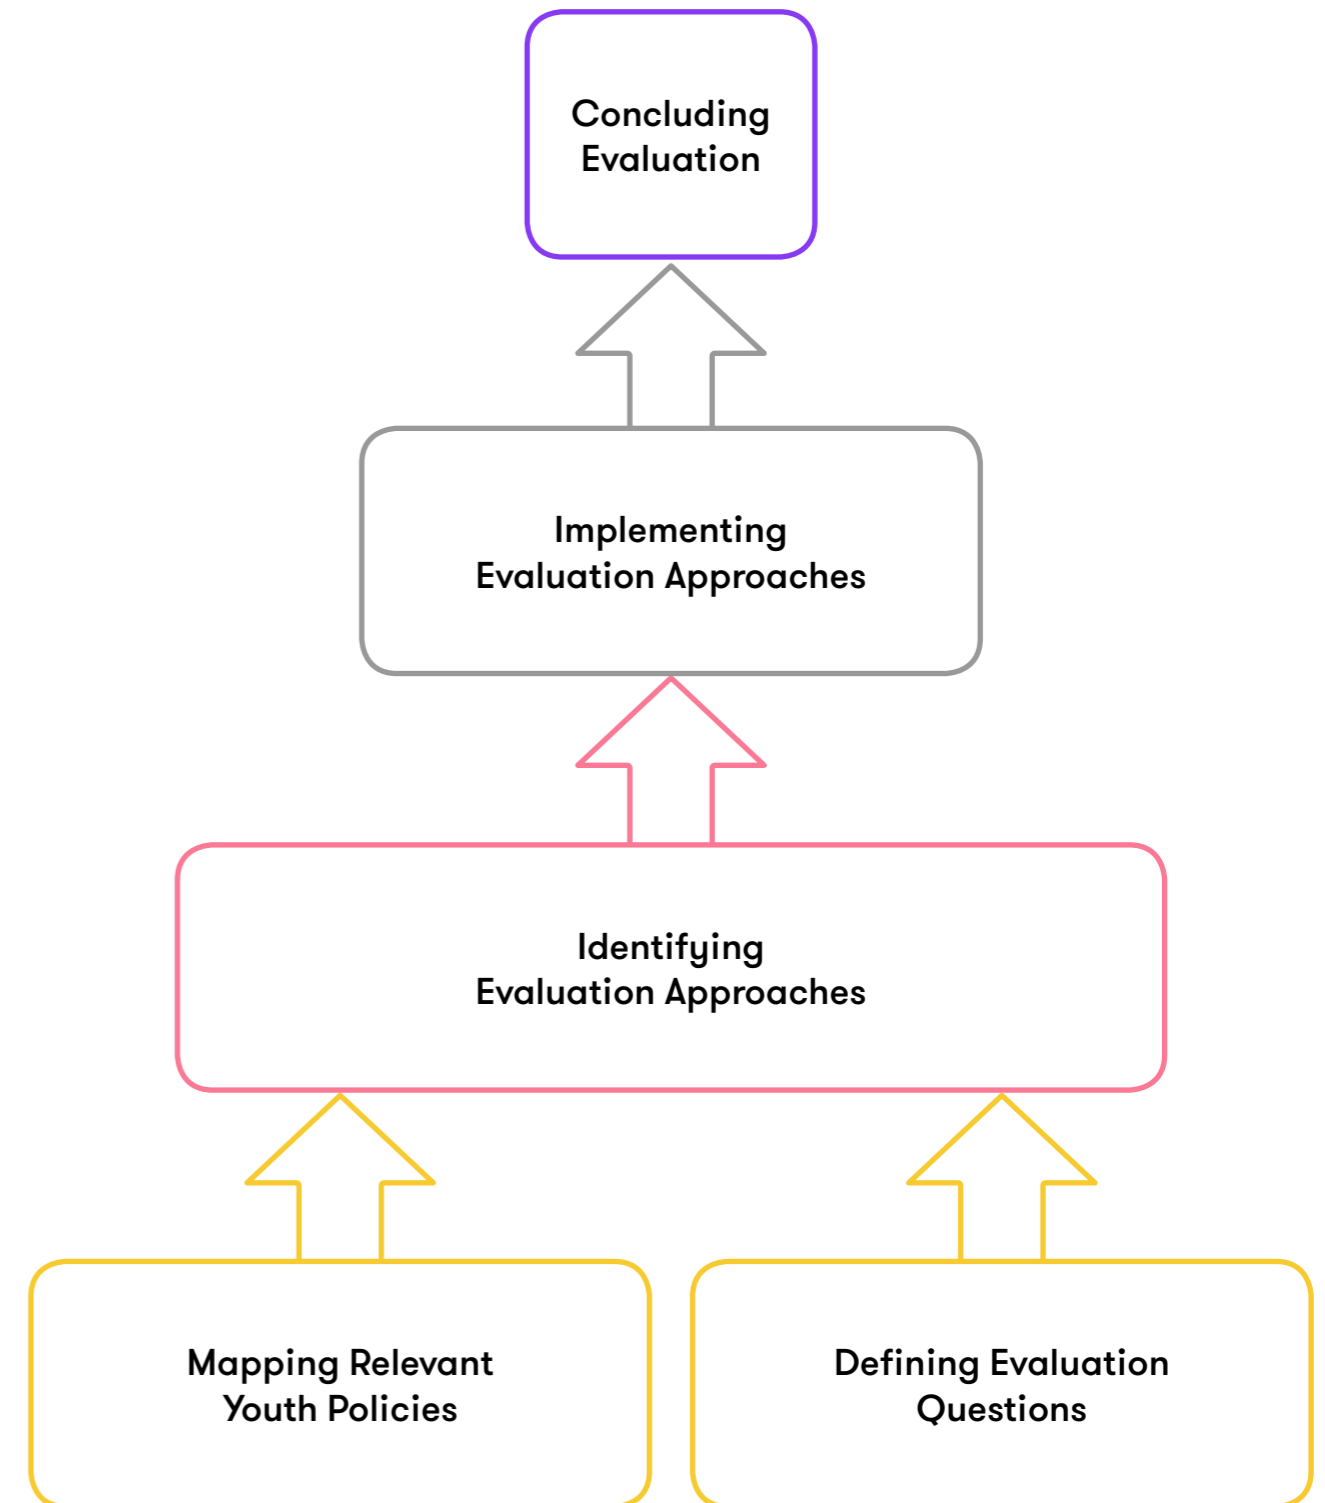 Concluding
Evaluation
Implementing
Evaluation Approaches
Identifying
Evaluation Approaches
Mapping Relevant
Youth Policies
Defining Evaluation
Questions